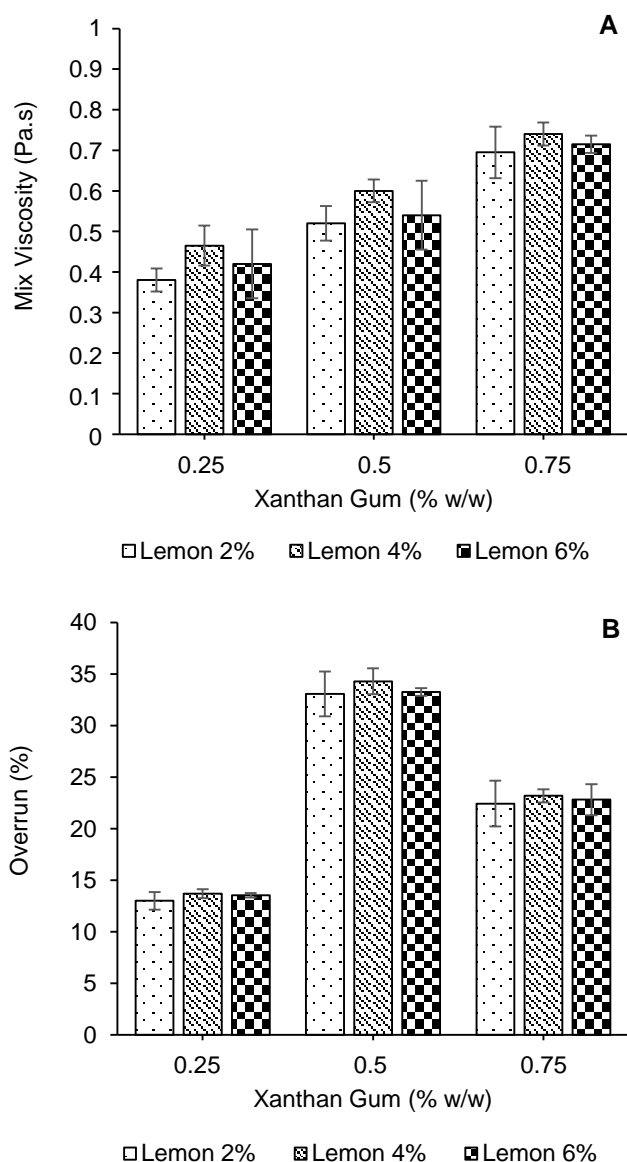 A
1
0.9
0.8
0.7
0.6
0.5
0.4
0.3
0.2
0.1
0
Mix Viscosity (Pa.s)
0.25 0.5 0.75
Xanthan Gum (% w/w)
Lemon 2% Lemon 4% Lemon 6%
B
40
35
30
25
20
15
10
5
0
Overrun (%)
0.25 0.5 0.75
Xanthan Gum (% w/w)
Lemon 2% Lemon 4% Lemon 6%